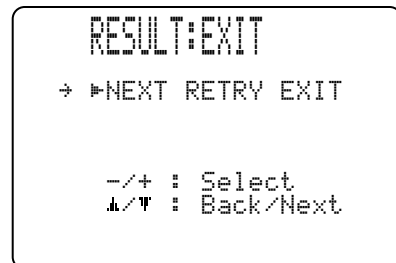 RESULT:EXIT
→ ▶NEXT RETRY EXIT
-/+ : Select
▲/▼ : Back/Next